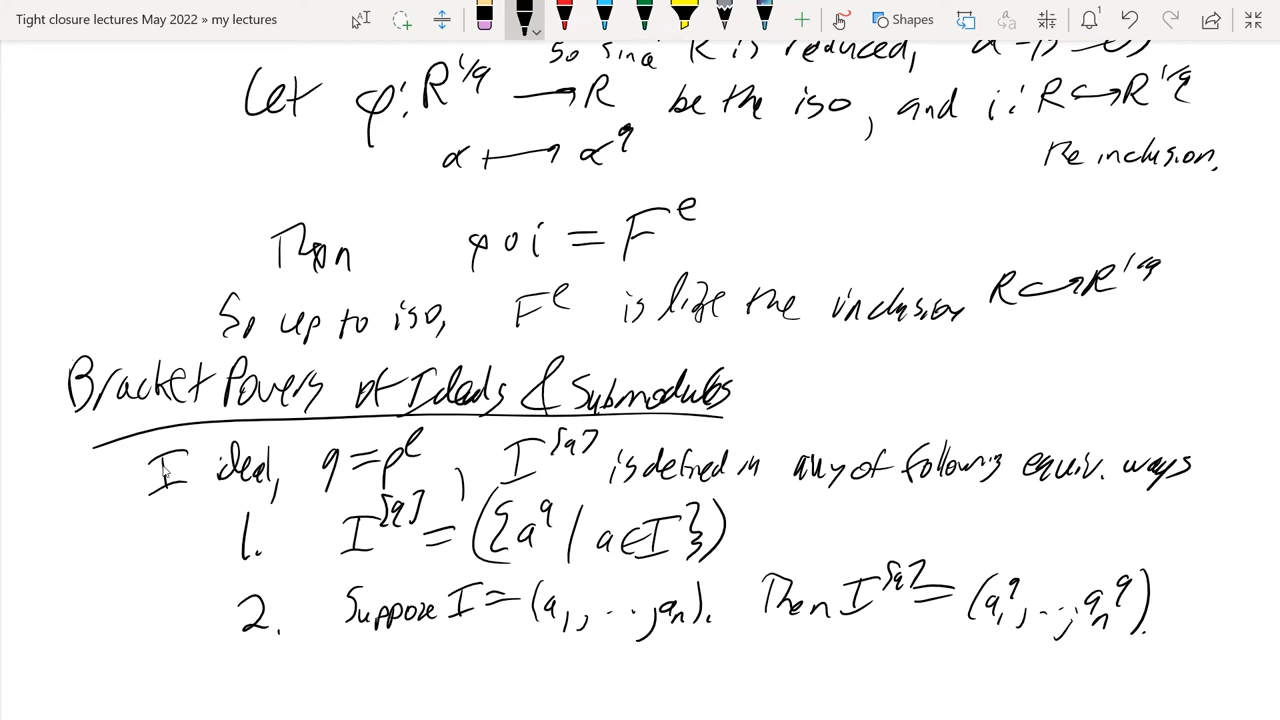 Tight closure lectures May 2022 » my lectures
Shapes
So since R is reduced,
Let φ: R^{1/q} → R be the iso, and i: R ↪ R^{1/q}
α ↦ α^q the inclusion.
Then φ∘i = F^e
So up to iso, F^e is like the inclusion R ↪ R^{1/q}
Bracket Powers of Ideals & Submodules
I ideal, q = p^e, I^{[q]} is defined in any of following equiv. ways
1. I^{[q]} = ({a^q | a ∈ I})
2. Suppose I = (a_1, ..., a_n). Then I^{[q]} = (a_1^q, ..., a_n^q).